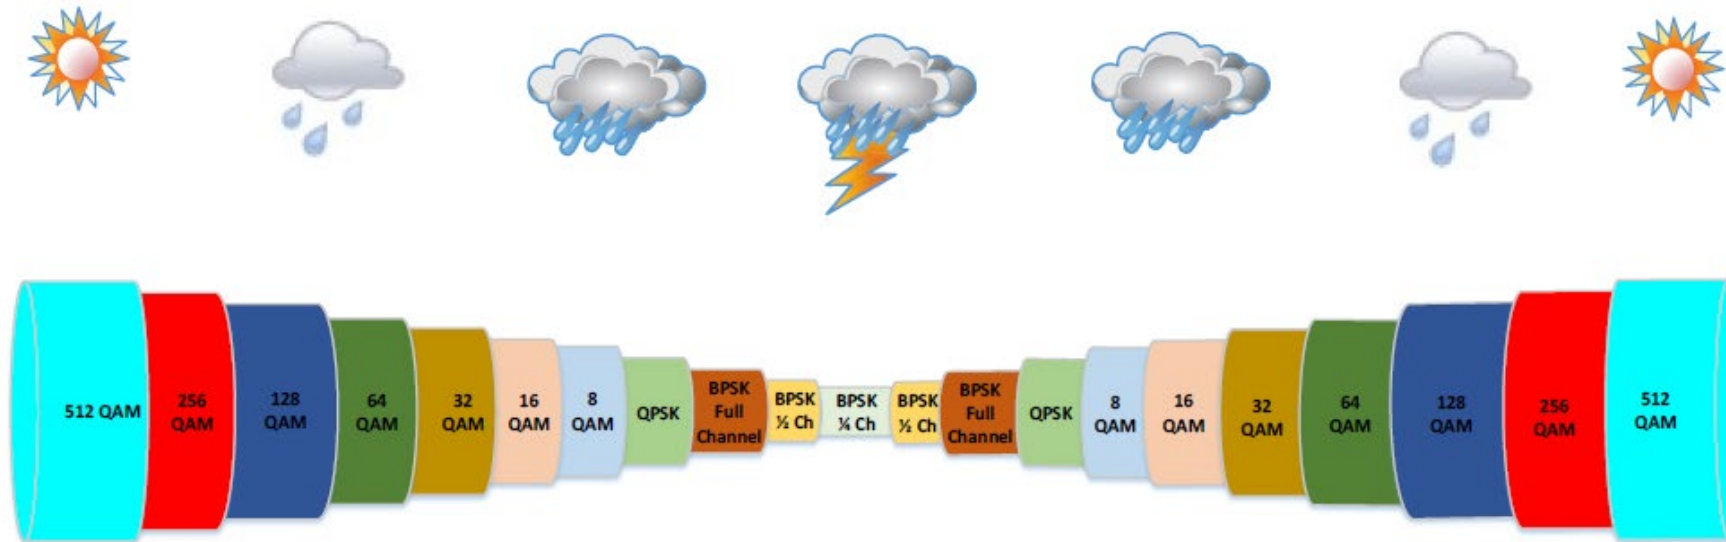 512 QAM
256
QAM
128
QAM
64
QAM
32
QAM
16
QAM
8
QAM
QPSK
BPSK
Full
Channel
BPSK
½ Ch
BPSK
¼ Ch
BPSK
½ Ch
BPSK
Full
Channel
QPSK
8
QAM
16
QAM
32
QAM
64
QAM
128
QAM
256
QAM
512
QAM